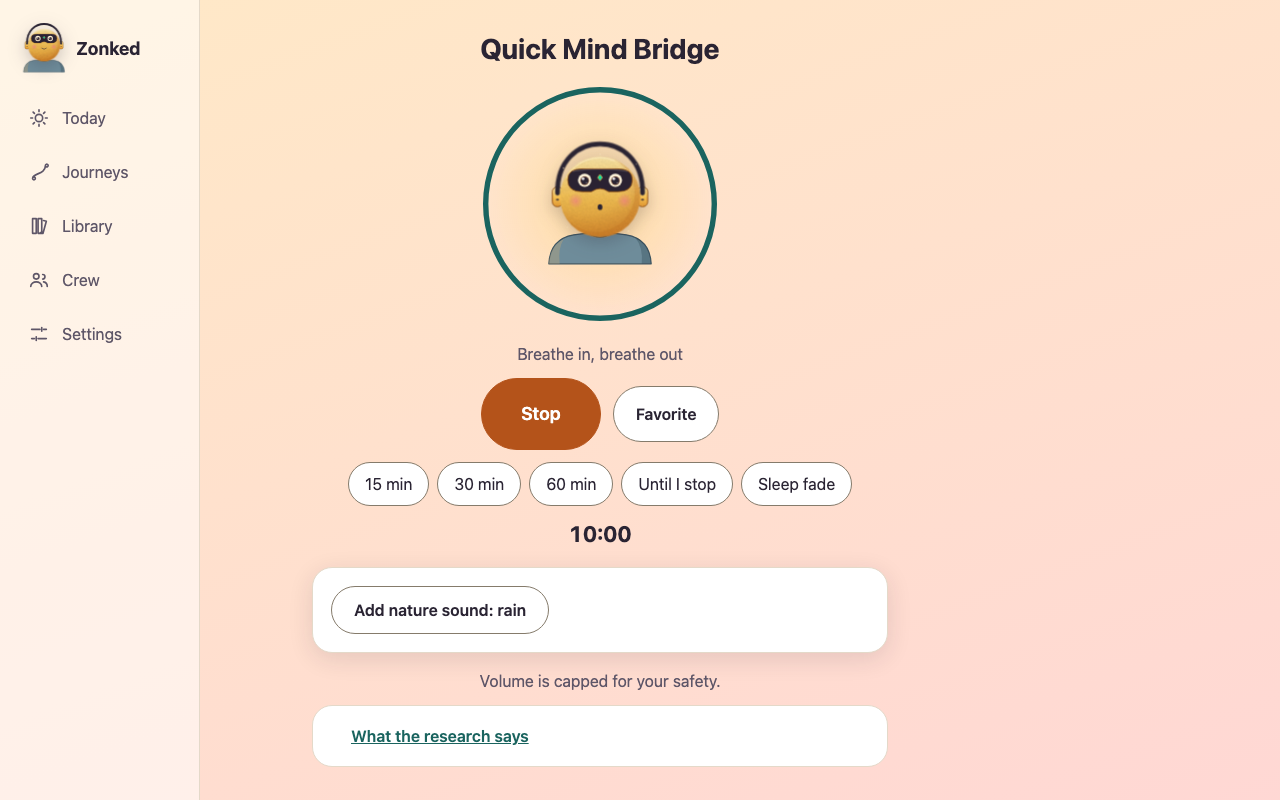 Zonked
Today
Journeys
Library
Crew
Settings
Quick Mind Bridge
Breathe in, breathe out
Stop
Favorite
15 min
30 min
60 min
Until I stop
Sleep fade
10:00
Add nature sound: rain
Volume is capped for your safety.
What the research says